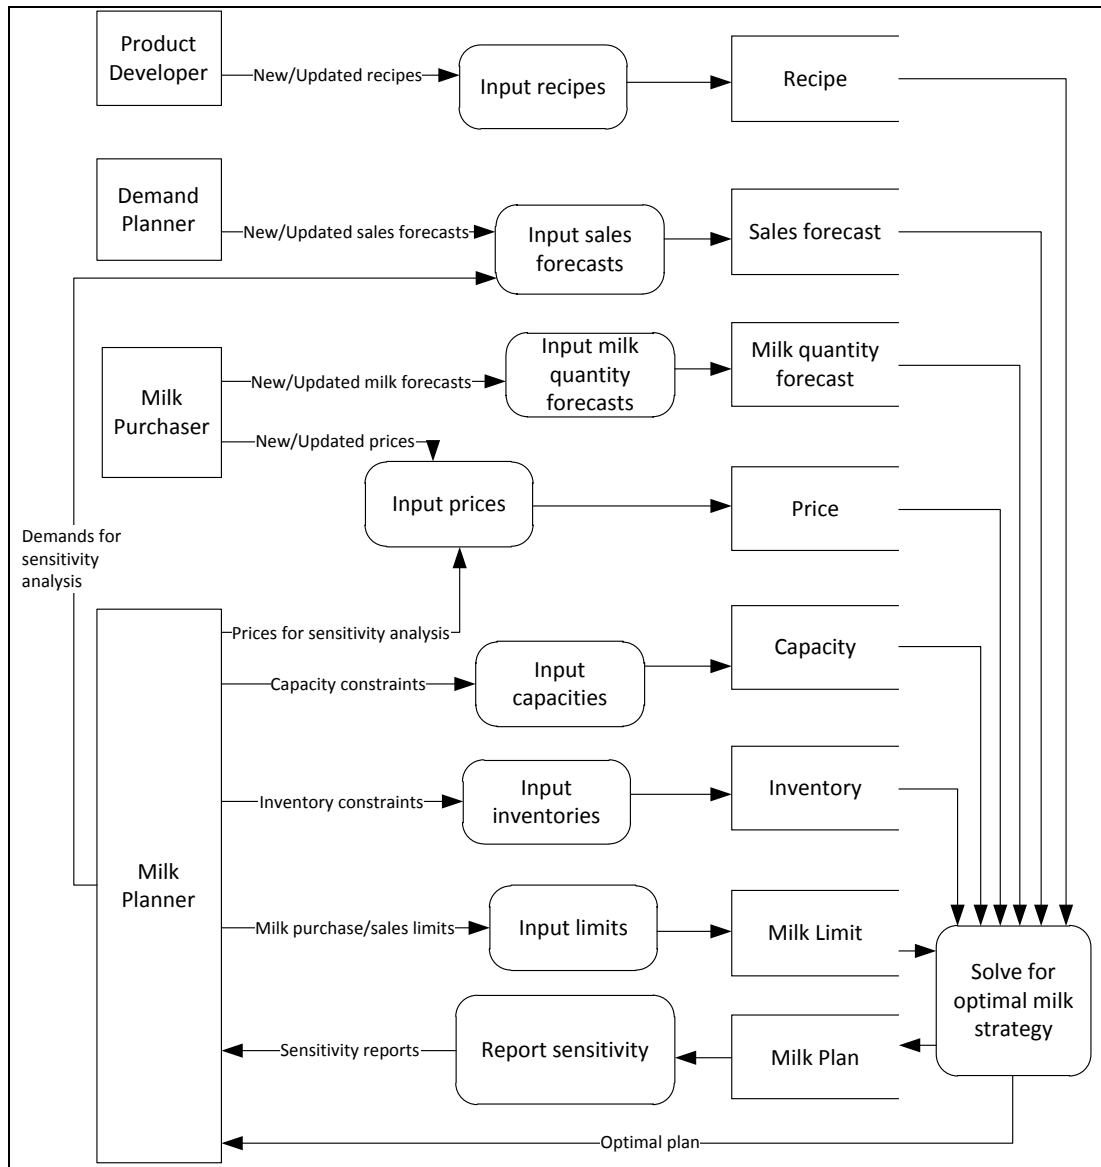 Product
Developer
New/Updated recipes
Input recipes
Recipe
Demand
Planner
New/Updated sales forecasts
Input sales
forecasts
Sales forecast
Milk
Purchaser
New/Updated milk forecasts
Input milk
quantity
forecasts
Milk quantity
forecast
New/Updated prices
Input prices
Price
Demands for
sensitivity
analysis
Milk
Planner
Prices for sensitivity analysis
Capacity constraints
Input
capacities
Capacity
Inventory constraints
Input
inventories
Inventory
Milk purchase/sales limits
Input limits
Milk Limit
Solve for
optimal milk
strategy
Sensitivity reports
Report sensitivity
Milk Plan
Optimal plan